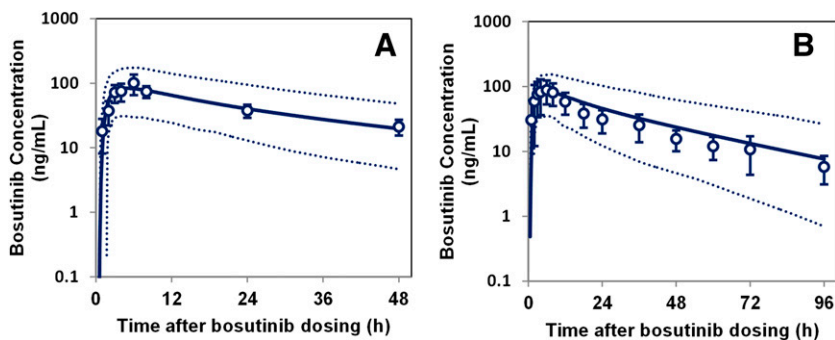 A
Bosutinib Concentration
(ng/mL)
1000
100
10
1
0.1
0
12
24
36
48
Time after bosutinib dosing (h)
B
Bosutinib Concentration
(ng/mL)
1000
100
10
1
0.1
0
24
48
72
96
Time after bosutinib dosing (h)